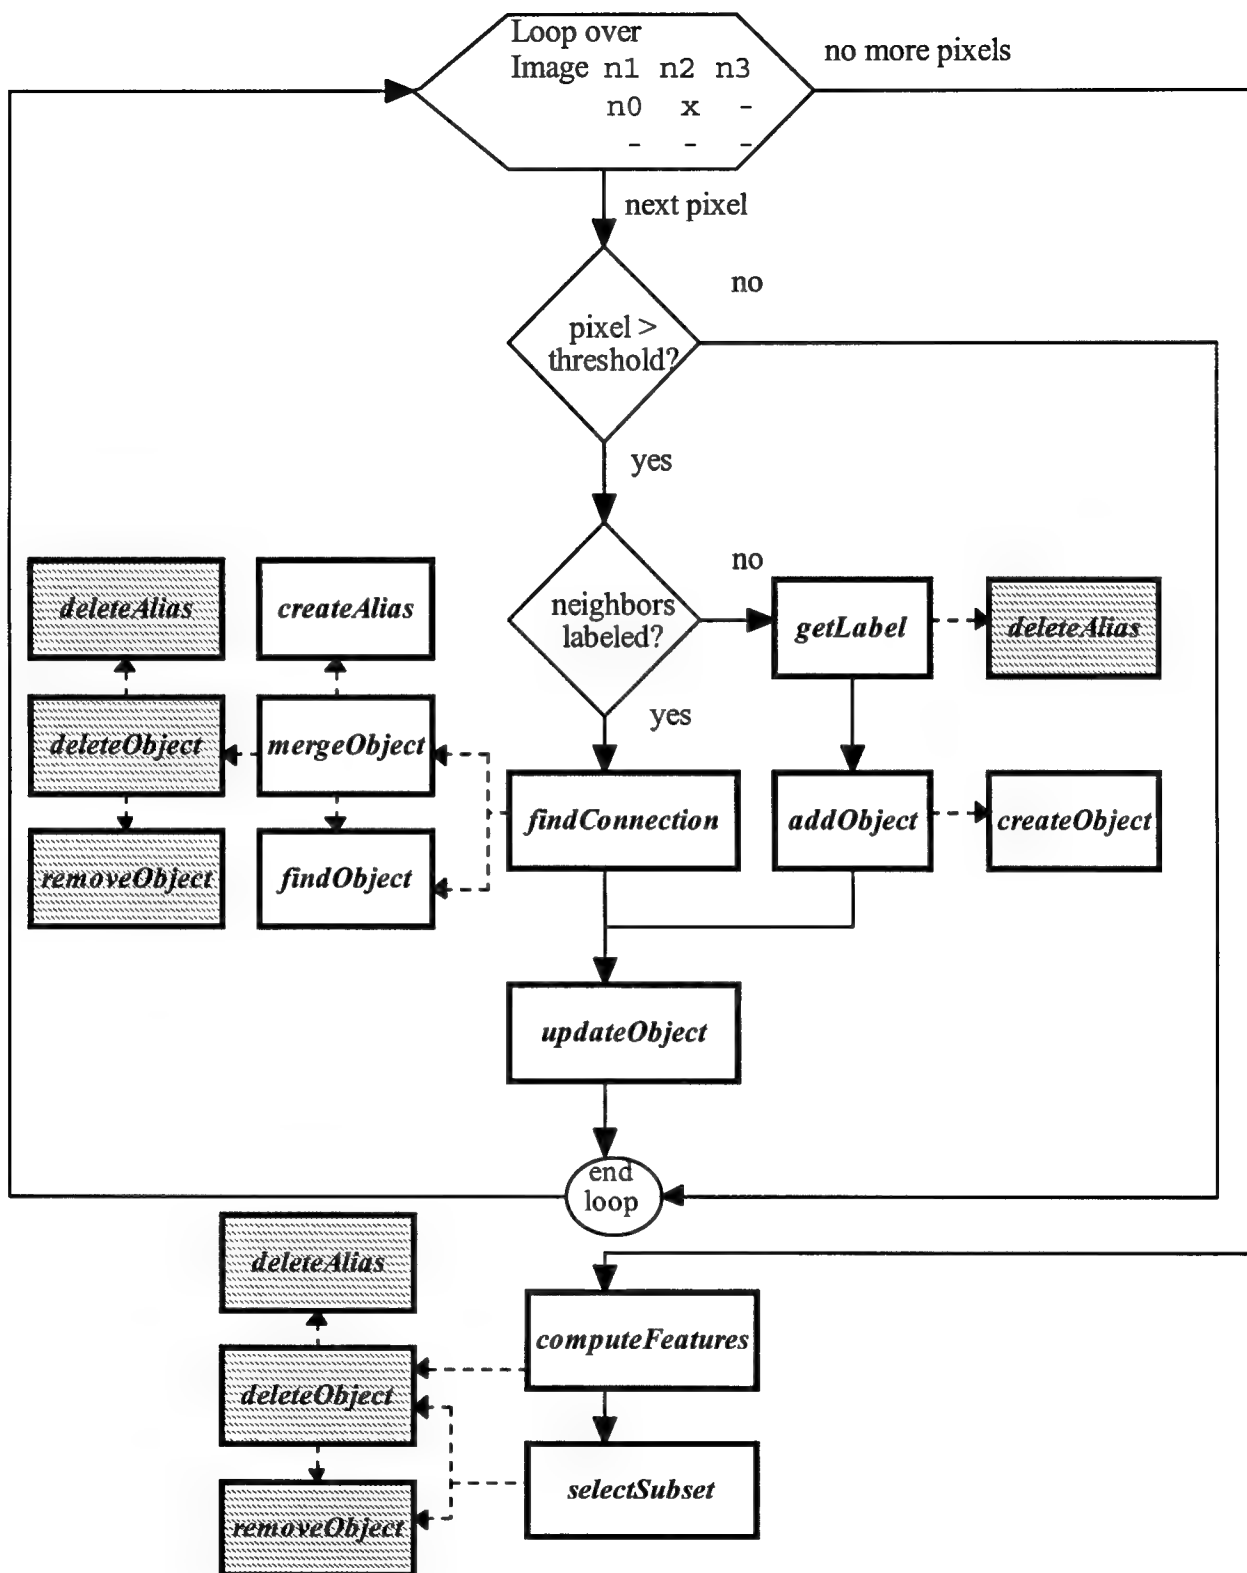 Loop over
Image n1 n2 n3
n0 x -
- - -
no more pixels
next pixel
no
pixel >
threshold?
yes
no
neighbors
labeled?
yes
deleteAlias
createAlias
getLabel
deleteAlias
deleteObject
mergeObject
findConnection
addObject
createObject
removeObject
findObject
updateObject
end
loop
deleteAlias
computeFeatures
deleteObject
selectSubset
removeObject